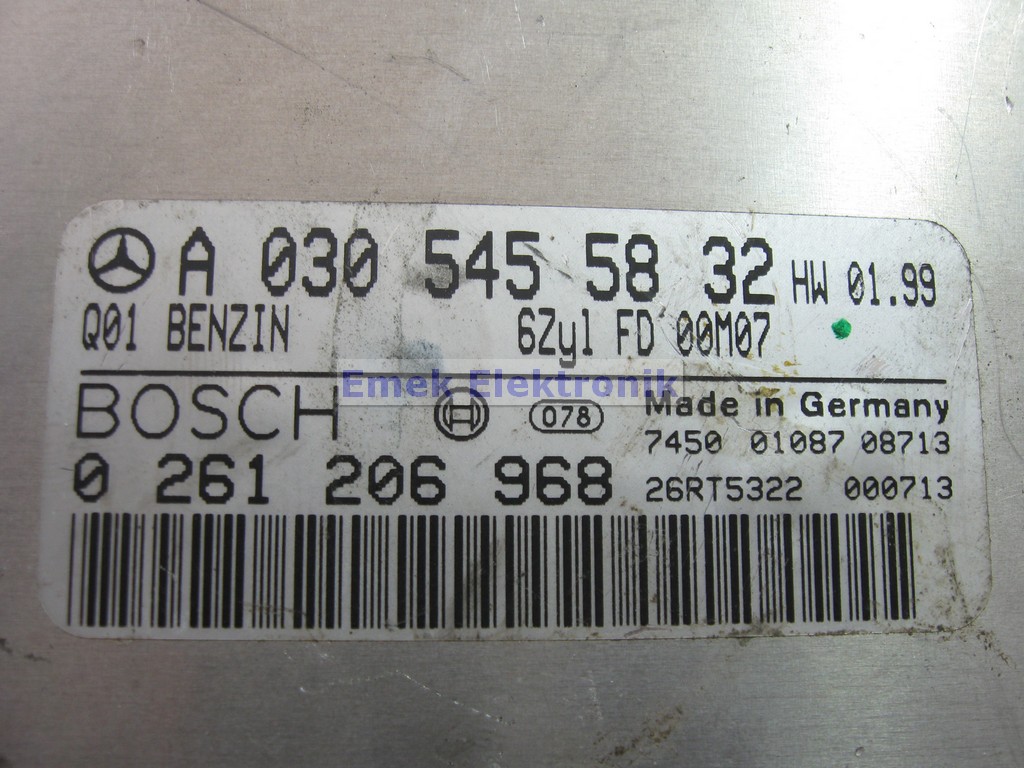 A 030 545 58 32 HW 01.99
Q01 BENZIN 6Zyl FD 00M07
Emek Elektronik
BOSCH 078 Made in Germany
7450 01087 08713
0 261 206 968 26RT5322 000713